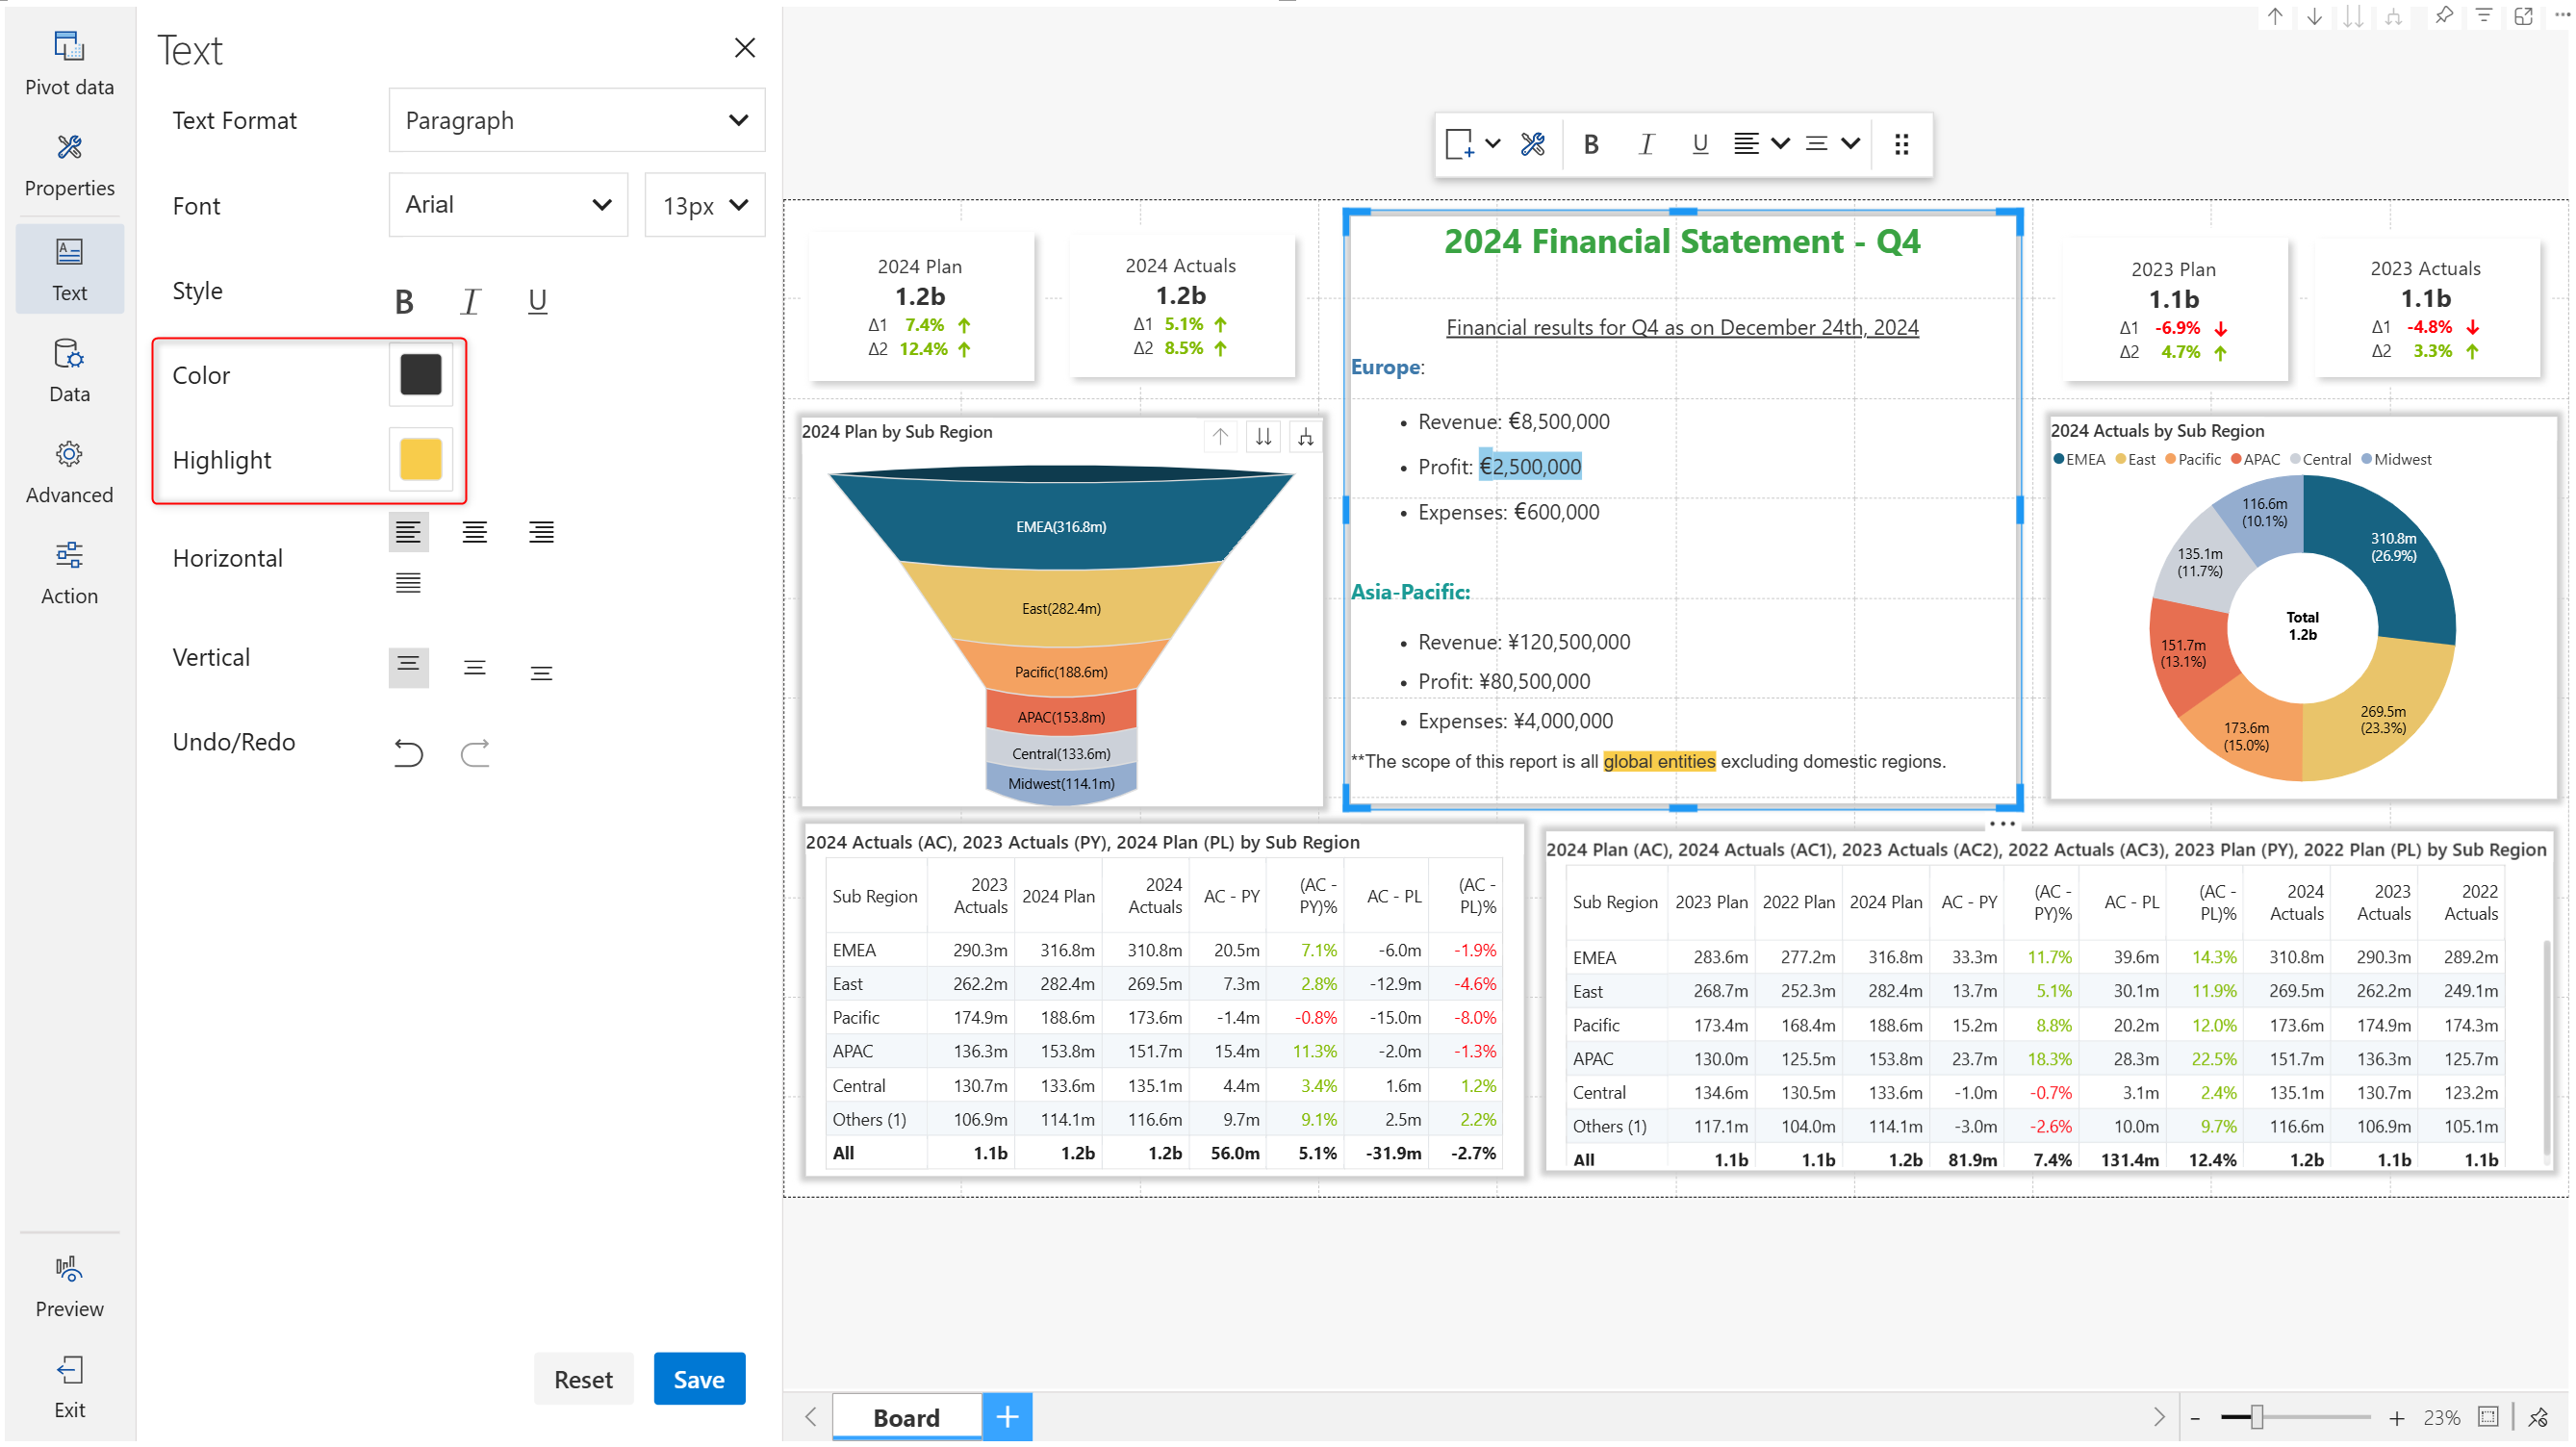 Pivot data
Properties
Text
Data
Advanced
Action
Preview
Exit
Text
Text Format
Paragraph
Font
Arial
13px
Style
B I U
Color
Highlight
Horizontal
Vertical
Undo/Redo
Reset
Save
B I U
2024 Plan
1.2b
Δ1 7.4%
Δ2 12.4%
2024 Actuals
1.2b
Δ1 5.1%
Δ2 8.5%
2024 Financial Statement - Q4
Financial results for Q4 as on December 24th, 2024
Europe:
• Revenue: €8,500,000
• Profit: €2,500,000
• Expenses: €600,000
Asia-Pacific:
• Revenue: ¥120,500,000
• Profit: ¥80,500,000
• Expenses: ¥4,000,000
**The scope of this report is all global entities excluding domestic regions.
2023 Plan
1.1b
Δ1 -6.9%
Δ2 4.7%
2023 Actuals
1.1b
Δ1 -4.8%
Δ2 3.3%
2024 Plan by Sub Region
EMEA(316.8m)
East(282.4m)
Pacific(188.6m)
APAC(153.8m)
Central(133.6m)
Midwest(114.1m)
2024 Actuals by Sub Region
EMEA East Pacific APAC Central Midwest
116.6m
(10.1%)
310.8m
(26.9%)
135.1m
(11.7%)
Total
1.2b
151.7m
(13.1%)
269.5m
(23.3%)
173.6m
(15.0%)
2024 Actuals (AC), 2023 Actuals (PY), 2024 Plan (PL) by Sub Region
Sub Region 2023 Actuals 2024 Plan 2024 Actuals AC - PY (AC - PY)% AC - PL (AC - PL)%
EMEA 290.3m 316.8m 310.8m 20.5m 7.1% -6.0m -1.9%
East 262.2m 282.4m 269.5m 7.3m 2.8% -12.9m -4.6%
Pacific 174.9m 188.6m 173.6m -1.4m -0.8% -15.0m -8.0%
APAC 136.3m 153.8m 151.7m 15.4m 11.3% -2.0m -1.3%
Central 130.7m 133.6m 135.1m 4.4m 3.4% 1.6m 1.2%
Others (1) 106.9m 114.1m 116.6m 9.7m 9.1% 2.5m 2.2%
All 1.1b 1.2b 1.2b 56.0m 5.1% -31.9m -2.7%
2024 Plan (AC), 2024 Actuals (AC1), 2023 Actuals (AC2), 2022 Actuals (AC3), 2023 Plan (PY), 2022 Plan (PL) by Sub Region
Sub Region 2023 Plan 2022 Plan 2024 Plan AC - PY (AC - PY)% AC - PL (AC - PL)% 2024 Actuals 2023 Actuals 2022 Actuals
EMEA 283.6m 277.2m 316.8m 33.3m 11.7% 39.6m 14.3% 310.8m 290.3m 289.2m
East 268.7m 252.3m 282.4m 13.7m 5.1% 30.1m 11.9% 269.5m 262.2m 249.1m
Pacific 173.4m 168.4m 188.6m 15.2m 8.8% 20.2m 12.0% 173.6m 174.9m 174.3m
APAC 130.0m 125.5m 153.8m 23.7m 18.3% 28.3m 22.5% 151.7m 136.3m 125.7m
Central 134.6m 130.5m 133.6m -1.0m -0.7% 3.1m 2.4% 135.1m 130.7m 123.2m
Others (1) 117.1m 104.0m 114.1m -3.0m -2.6% 10.0m 9.7% 116.6m 106.9m 105.1m
All 1.1b 1.1b 1.2b 81.9m 7.4% 131.4m 12.4% 1.2b 1.1b 1.1b
Board
23%